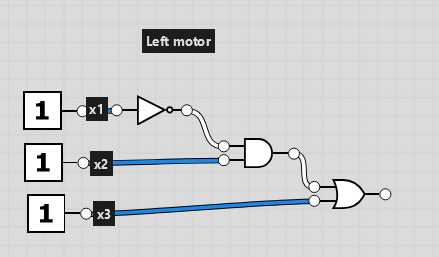 Left motor
1 x1
1 x2
1 x3